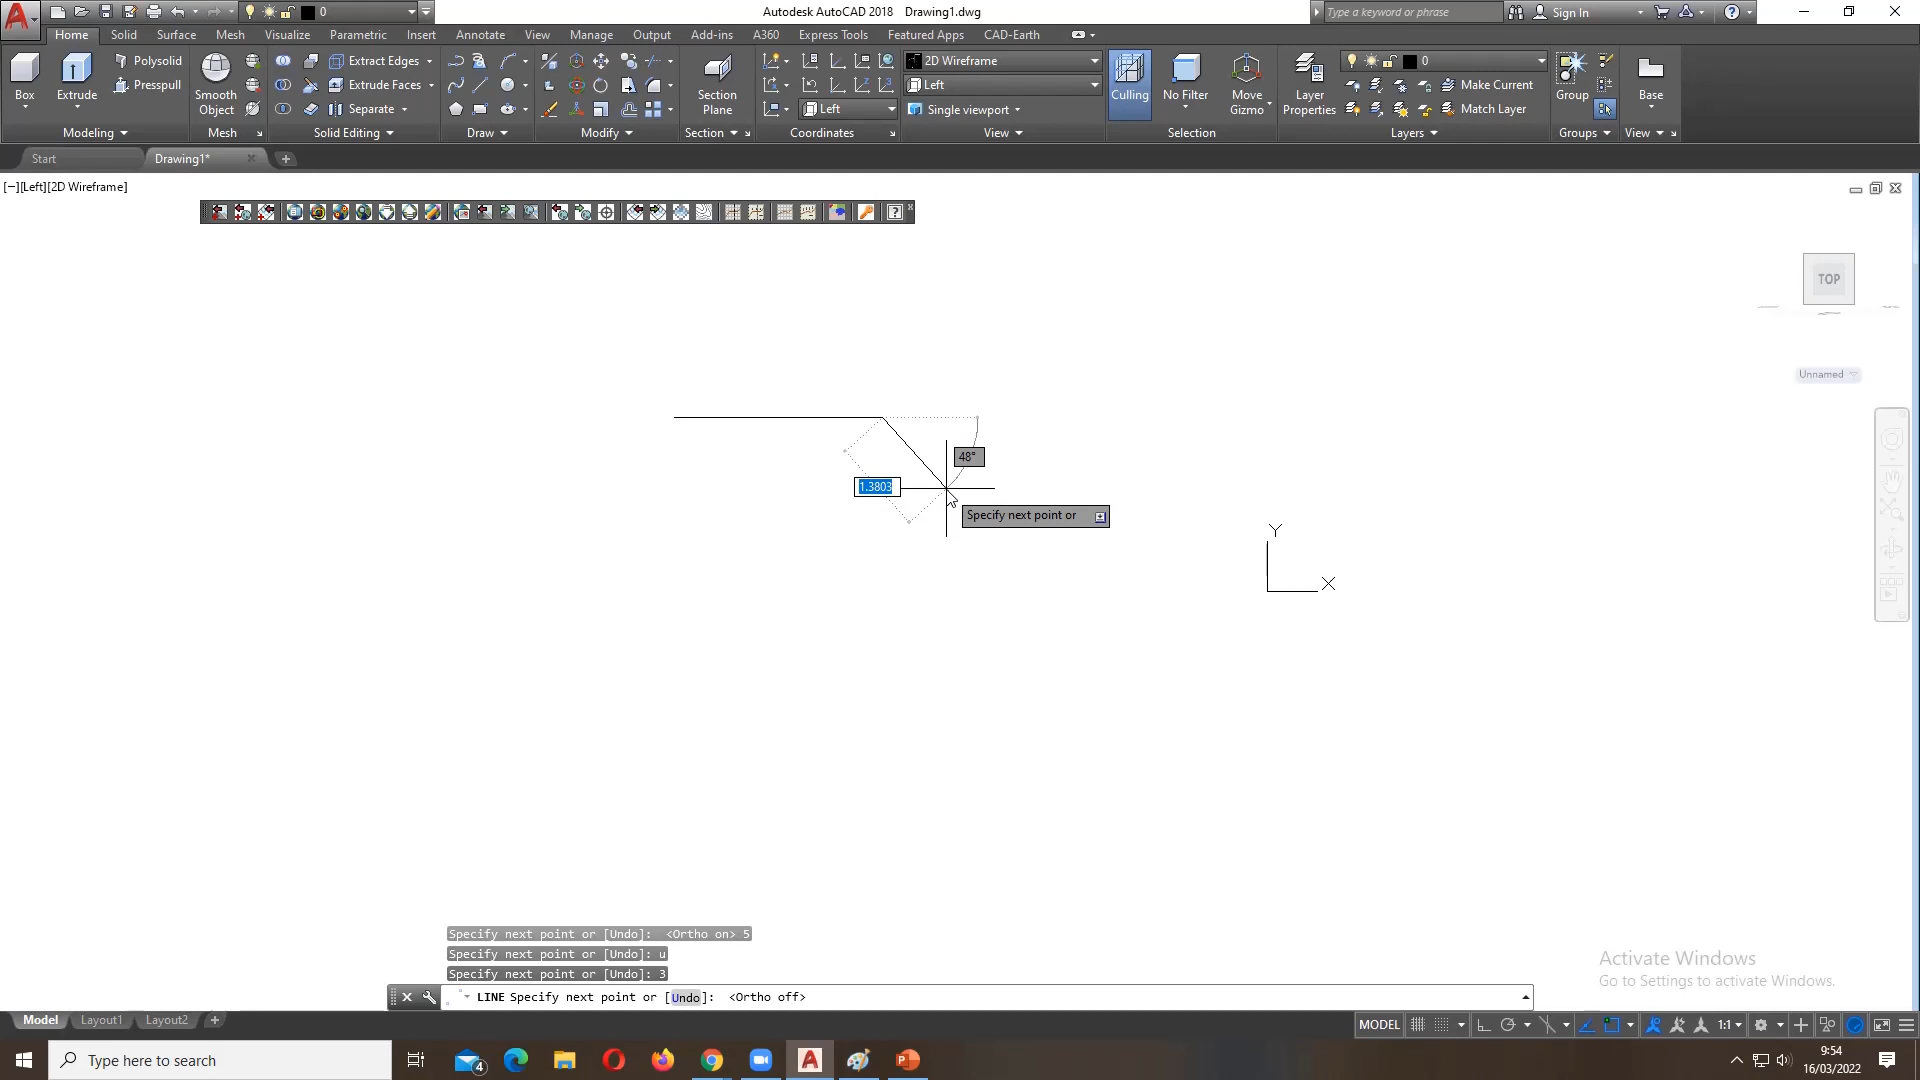 0
Autodesk AutoCAD 2018 Drawing1.dwg
Type a keyword or phrase
Sign In
Home Solid Surface Mesh Visualize Parametric Insert Annotate View Manage Output Add-ins A360 Express Tools Featured Apps CAD-Earth
Box
Extrude
Polysolid
Presspull
Modeling
Smooth
Object
Mesh
Extract Edges
Extrude Faces
Separate
Solid Editing
Draw
Modify
Section
Plane
Section
Left
Coordinates
2D Wireframe
Left
Single viewport
View
Culling
No Filter
Move
Gizmo
Selection
Layer
Properties
0
Make Current
Match Layer
Layers
Group
Groups
Base
View
Start
Drawing1*
[−][Left][2D Wireframe]
TOP
Unnamed
48°
1.3803
Specify next point or
Y
X
Specify next point or [Undo]: <Ortho on> 5
Specify next point or [Undo]: u
Specify next point or [Undo]: 3
LINE Specify next point or [Undo]: <Ortho off>
Activate Windows
Go to Settings to activate Windows.
Model Layout1 Layout2
MODEL
1:1
Type here to search
4
9:54
16/03/2022